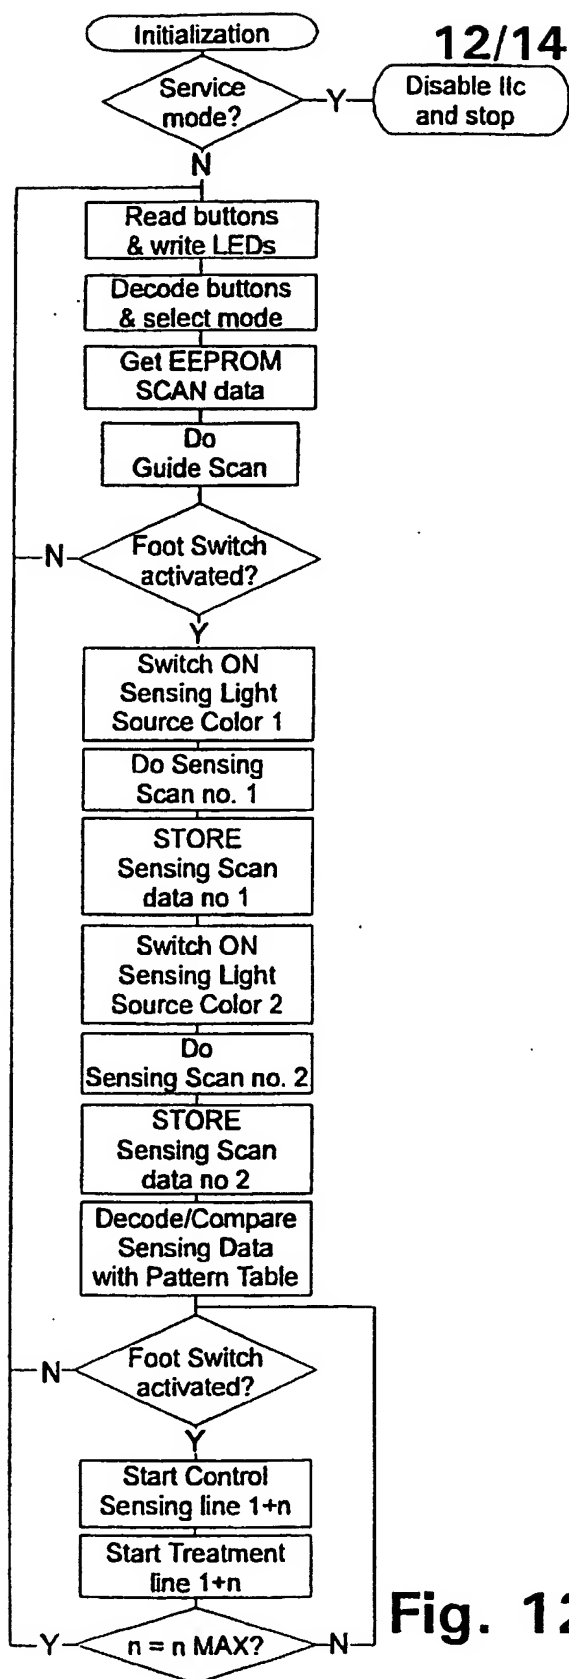 Initialization
12/14
Service
mode?
Y
Disable IIc
and stop
N
Read buttons
& write LEDs
Decode buttons
& select mode
Get EEPROM
SCAN data
Do
Guide Scan
N
Foot Switch
activated?
Y
Switch ON
Sensing Light
Source Color 1
Do Sensing
Scan no. 1
STORE
Sensing Scan
data no 1
Switch ON
Sensing Light
Source Color 2
Do
Sensing Scan no. 2
STORE
Sensing Scan
data no 2
Decode/Compare
Sensing Data
with Pattern Table
N
Foot Switch
activated?
Y
Start Control
Sensing line 1+n
Start Treatment
line 1+n
Y
n = n MAX?
N
Fig. 12